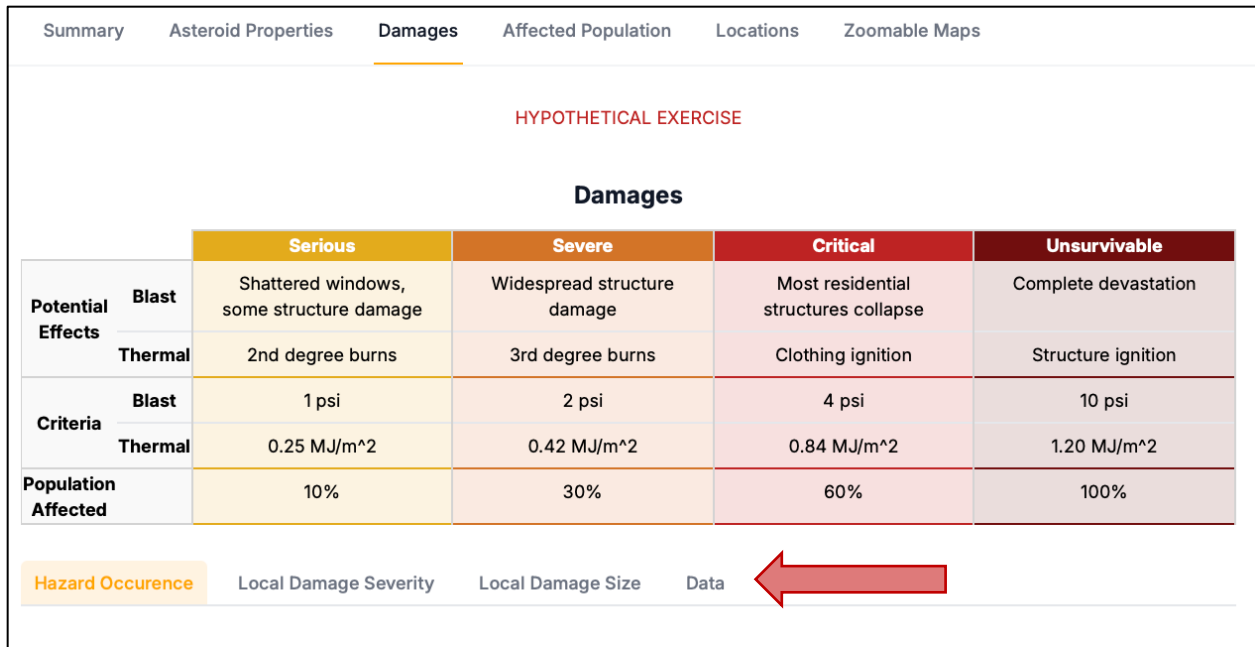 Summary Asteroid Properties Damages Affected Population Locations Zoomable Maps
HYPOTHETICAL EXERCISE
Damages
Serious Severe Critical Unsurvivable
Potential Effects
Blast
Shattered windows,
some structure damage
Widespread structure
damage
Most residential
structures collapse
Complete devastation
Thermal 2nd degree burns 3rd degree burns Clothing ignition Structure ignition
Criteria
Blast 1 psi 2 psi 4 psi 10 psi
Thermal 0.25 MJ/m^2 0.42 MJ/m^2 0.84 MJ/m^2 1.20 MJ/m^2
Population
Affected
10% 30% 60% 100%
Hazard Occurence Local Damage Severity Local Damage Size Data